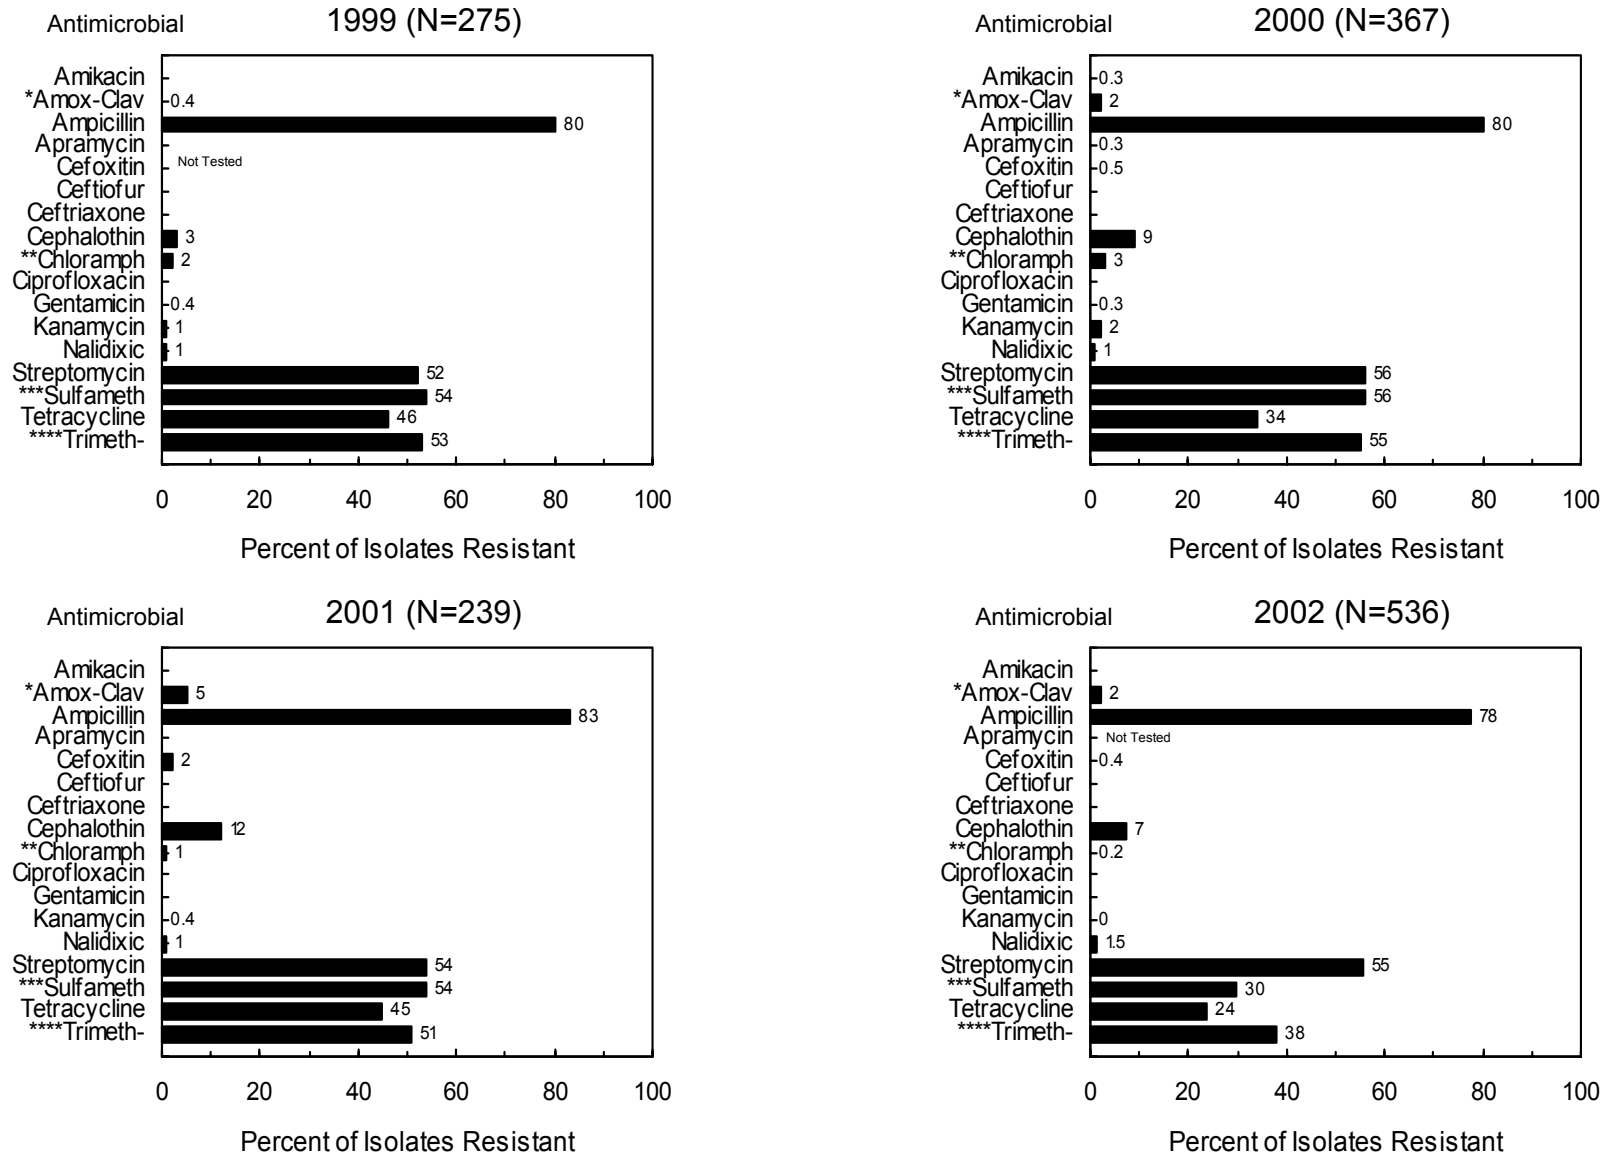 Antimicrobial 1999 (N=275)
Amikacin
*Amox-Clav 0.4
Ampicillin 80
Apramycin
Cefoxitin Not Tested
Ceftiofur
Ceftriaxone
Cephalothin 3
**Chloramph 2
Ciprofloxacin
Gentamicin 0.4
Kanamycin 1
Nalidixic 1
Streptomycin 52
***Sulfameth 54
Tetracycline 46
****Trimeth- 53
0 20 40 60 80 100
Percent of Isolates Resistant
Antimicrobial 2000 (N=367)
Amikacin 0.3
*Amox-Clav 2
Ampicillin 80
Apramycin 0.3
Cefoxitin 0.5
Ceftiofur
Ceftriaxone
Cephalothin 9
**Chloramph 3
Ciprofloxacin
Gentamicin 0.3
Kanamycin 2
Nalidixic 1
Streptomycin 56
***Sulfameth 56
Tetracycline 34
****Trimeth- 55
0 20 40 60 80 100
Percent of Isolates Resistant
Antimicrobial 2001 (N=239)
Amikacin
*Amox-Clav 5
Ampicillin 83
Apramycin
Cefoxitin 2
Ceftiofur
Ceftriaxone
Cephalothin 12
**Chloramph 1
Ciprofloxacin
Gentamicin
Kanamycin 0.4
Nalidixic 1
Streptomycin 54
***Sulfameth 54
Tetracycline 45
****Trimeth- 51
0 20 40 60 80 100
Percent of Isolates Resistant
Antimicrobial 2002 (N=536)
Amikacin
*Amox-Clav 2
Ampicillin 78
Apramycin Not Tested
Cefoxitin 0.4
Ceftiofur
Ceftriaxone
Cephalothin 7
**Chloramph 0.2
Ciprofloxacin
Gentamicin
Kanamycin 0
Nalidixic 1.5
Streptomycin 55
***Sulfameth 30
Tetracycline 24
****Trimeth- 38
0 20 40 60 80 100
Percent of Isolates Resistant